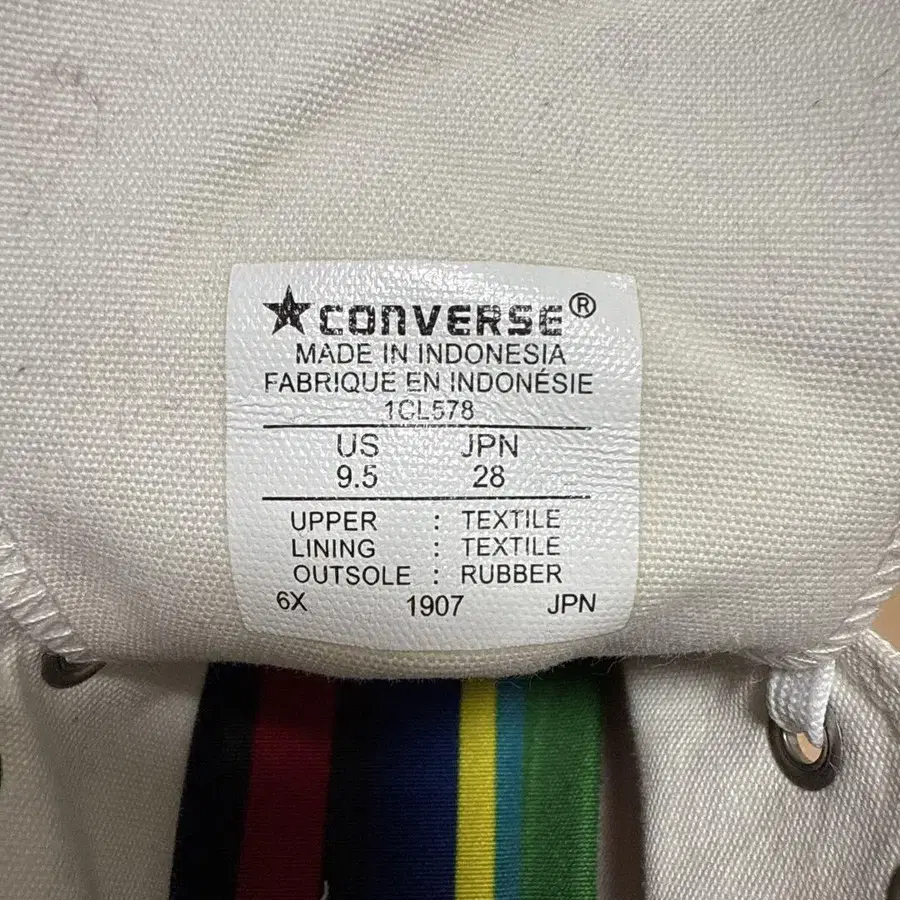 ★CONVERSE®
MADE IN INDONESIA
FABRIQUE EN INDONÉSIE
1CL578
US JPN
9.5 28
UPPER : TEXTILE
LINING : TEXTILE
OUTSOLE : RUBBER
6X 1907 JPN